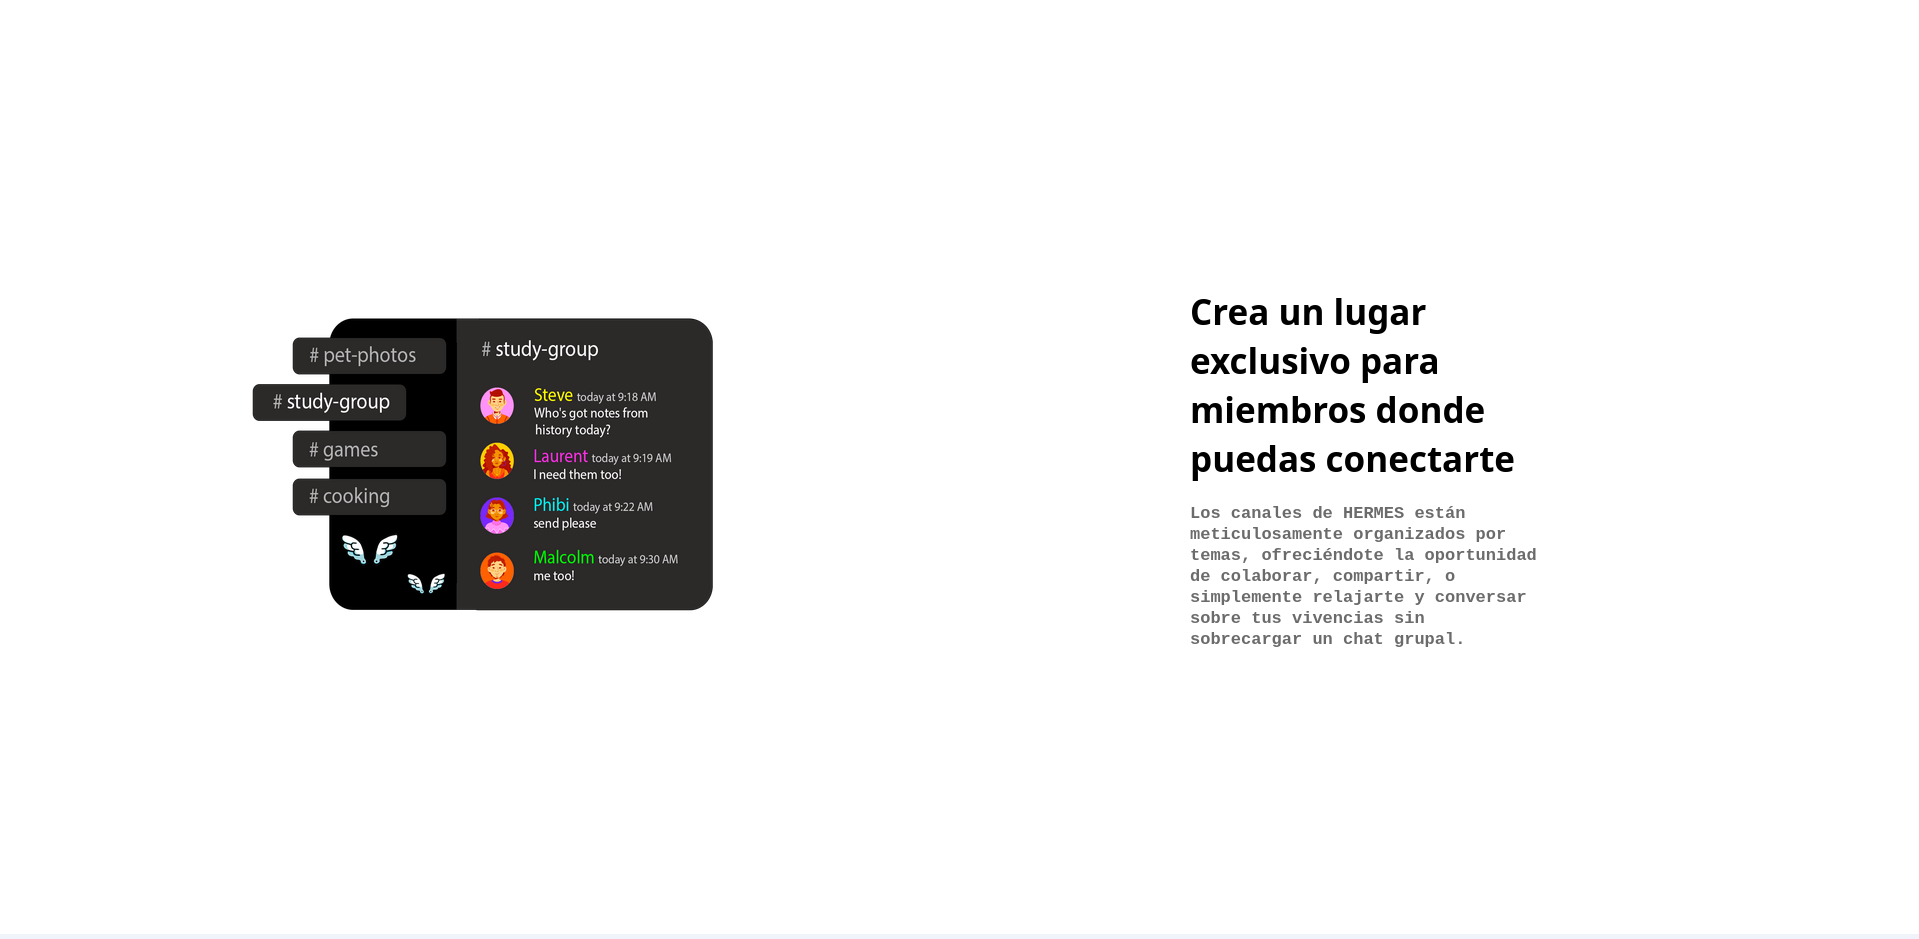 # pet-photos
# study-group
# games
# cooking
# study-group
Steve today at 9:18 AM
Who's got notes from
history today?
Laurent today at 9:19 AM
I need them too!
Phibi today at 9:22 AM
send please
Malcolm today at 9:30 AM
me too!
Crea un lugar
exclusivo para
miembros donde
puedas conectarte
Los canales de HERMES están
meticulosamente organizados por
temas, ofreciéndote la oportunidad
de colaborar, compartir, o
simplemente relajarte y conversar
sobre tus vivencias sin
sobrecargar un chat grupal.